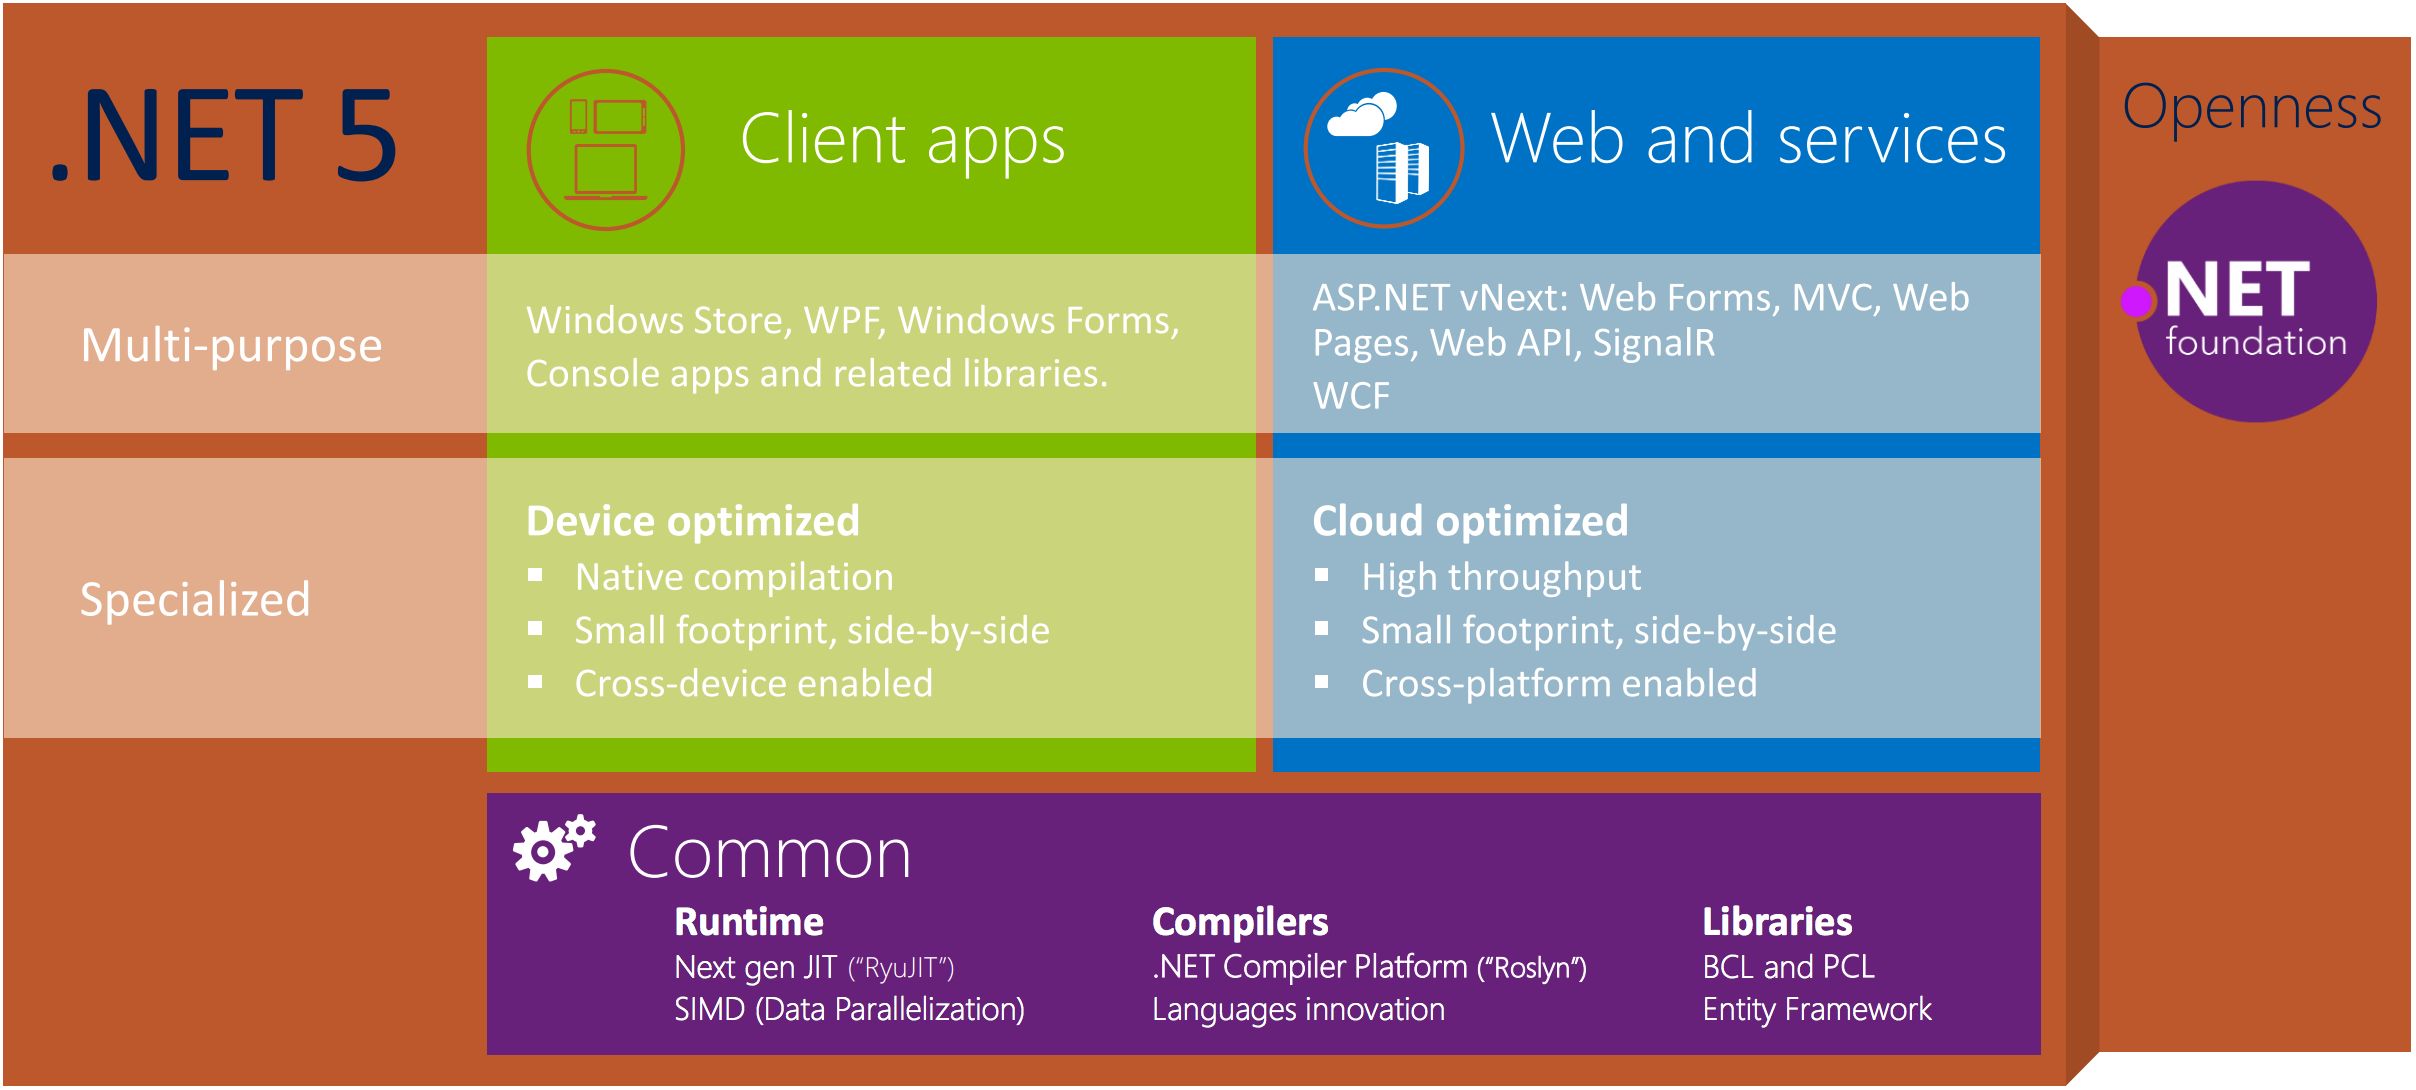 .NET 5
Client apps
Web and services
Openness
.NET
foundation
Multi-purpose
Windows Store, WPF, Windows Forms,
Console apps and related libraries.
ASP.NET vNext: Web Forms, MVC, Web
Pages, Web API, SignalR
WCF
Specialized
Device optimized
▪ Native compilation
▪ Small footprint, side-by-side
▪ Cross-device enabled
Cloud optimized
▪ High throughput
▪ Small footprint, side-by-side
▪ Cross-platform enabled
Common
Runtime
Next gen JIT (“RyuJIT”)
SIMD (Data Parallelization)
Compilers
.NET Compiler Platform (“Roslyn”)
Languages innovation
Libraries
BCL and PCL
Entity Framework